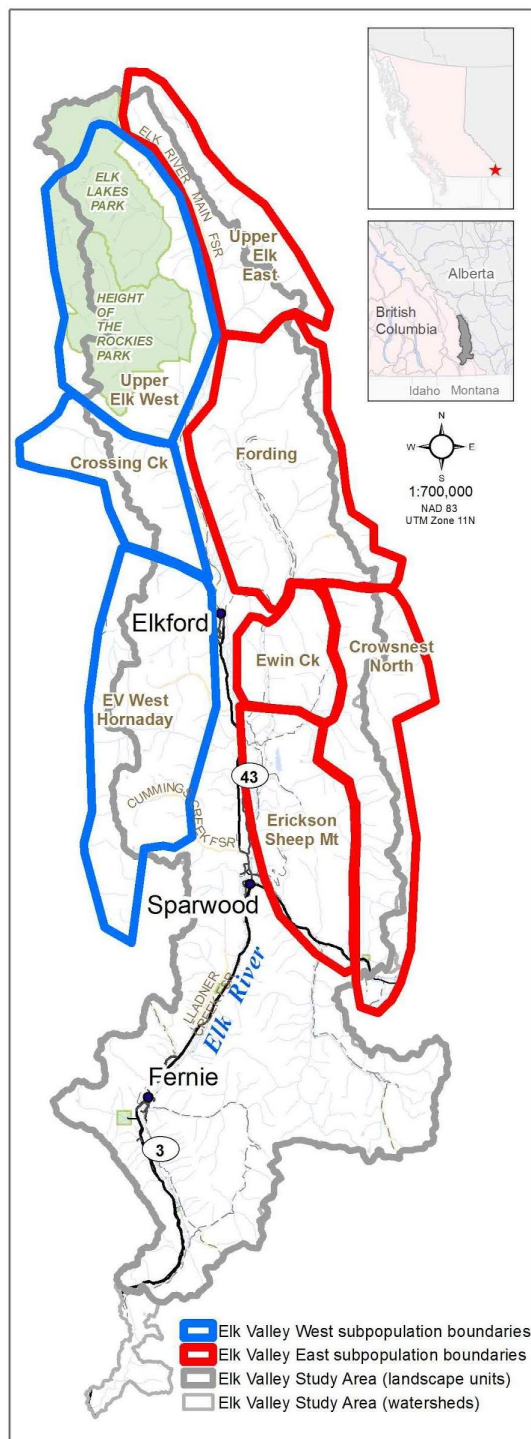 ELK
LAKES
PARK
ELK RIVER MAIN FSR
Upper
Elk
East
HEIGHT
OF
THE
ROCKIES
PARK
Upper
Elk West
Alberta
British
Columbia
Idaho Montana
N
W E
S
1:700,000
NAD 83
UTM Zone 11N
Crossing Ck
Fording
Elkford
Ewin Ck
Crowsnest
North
EV West
Hornaday
43
CUMMINGS CREEK FSR
Erickson
Sheep Mt
Sparwood
LLADNER
CREEK FSR
Elk River
Fernie
3
Elk Valley West subpopulation boundaries
Elk Valley East subpopulation boundaries
Elk Valley Study Area (landscape units)
Elk Valley Study Area (watersheds)